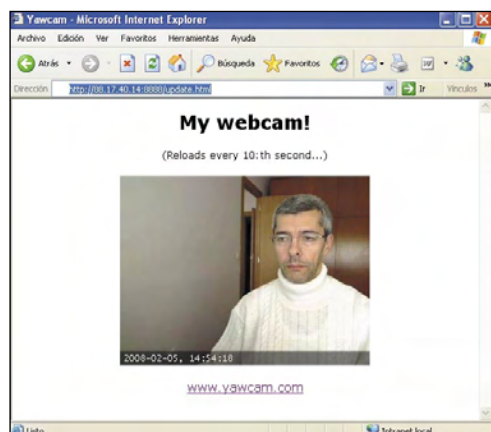 Yawcam - Microsoft Internet Explorer
Archivo Edición Ver Favoritos Herramientas Ayuda
Atrás Búsqueda Favoritos
Dirección http://88.17.40.14:8888/update.html Ir Vínculos »
My webcam!
(Reloads every 10:th second...)
2008-02-05, 14:54:18
www.yawcam.com
Listo Intranet local